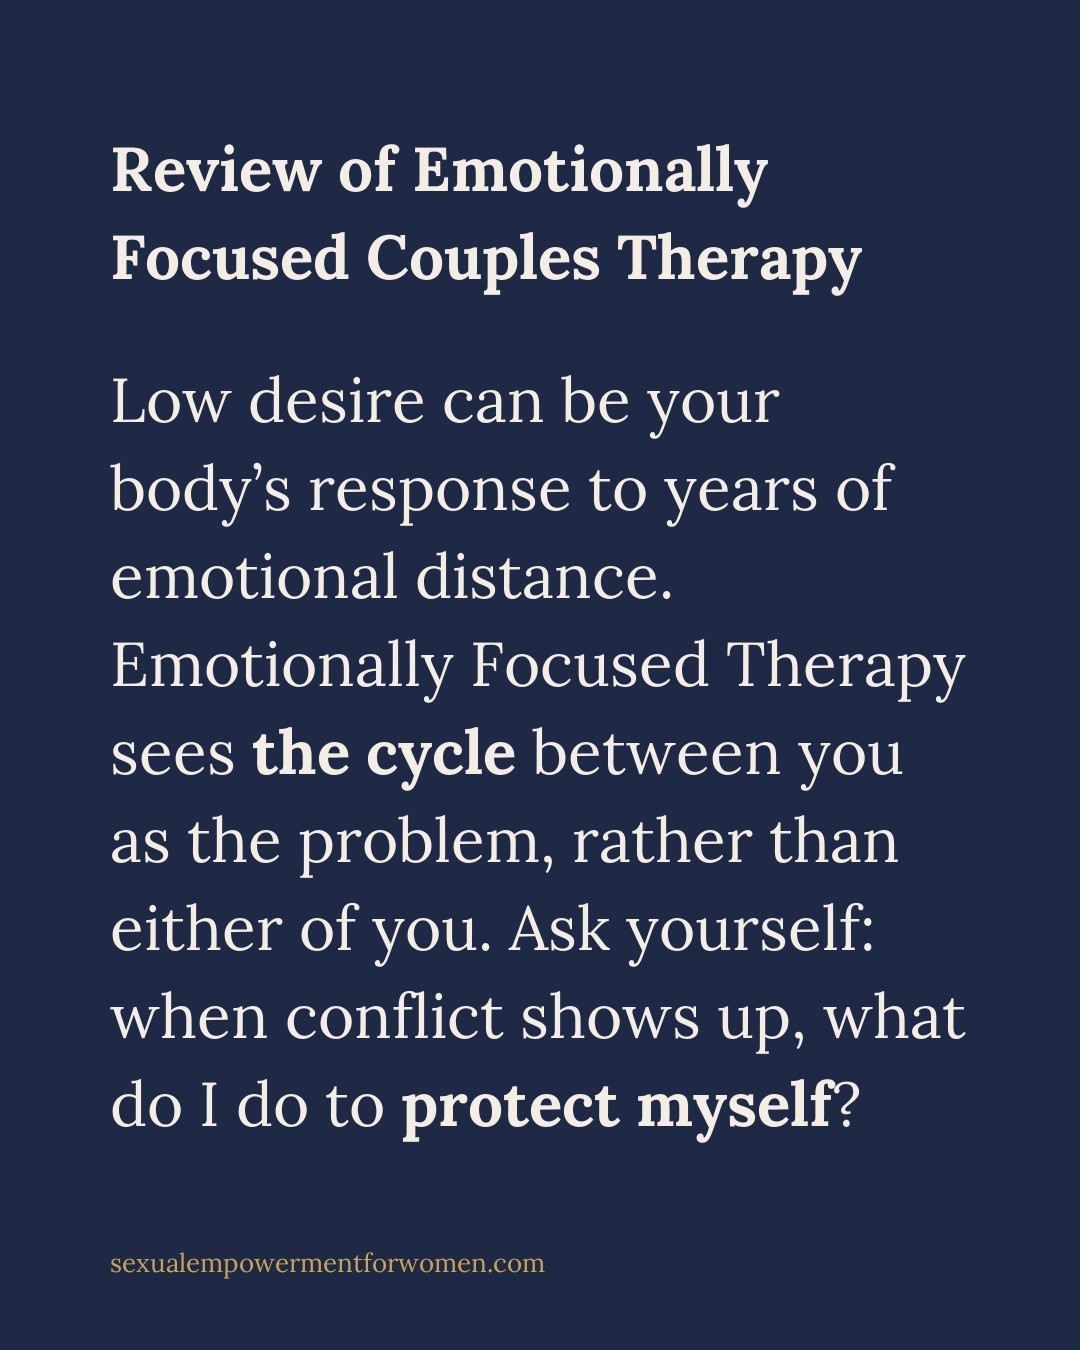 Review of Emotionally
Focused Couples Therapy
Low desire can be your
body’s response to years of
emotional distance.
Emotionally Focused Therapy
sees the cycle between you
as the problem, rather than
either of you. Ask yourself:
when conflict shows up, what
do I do to protect myself?
sexualempowermentforwomen.com